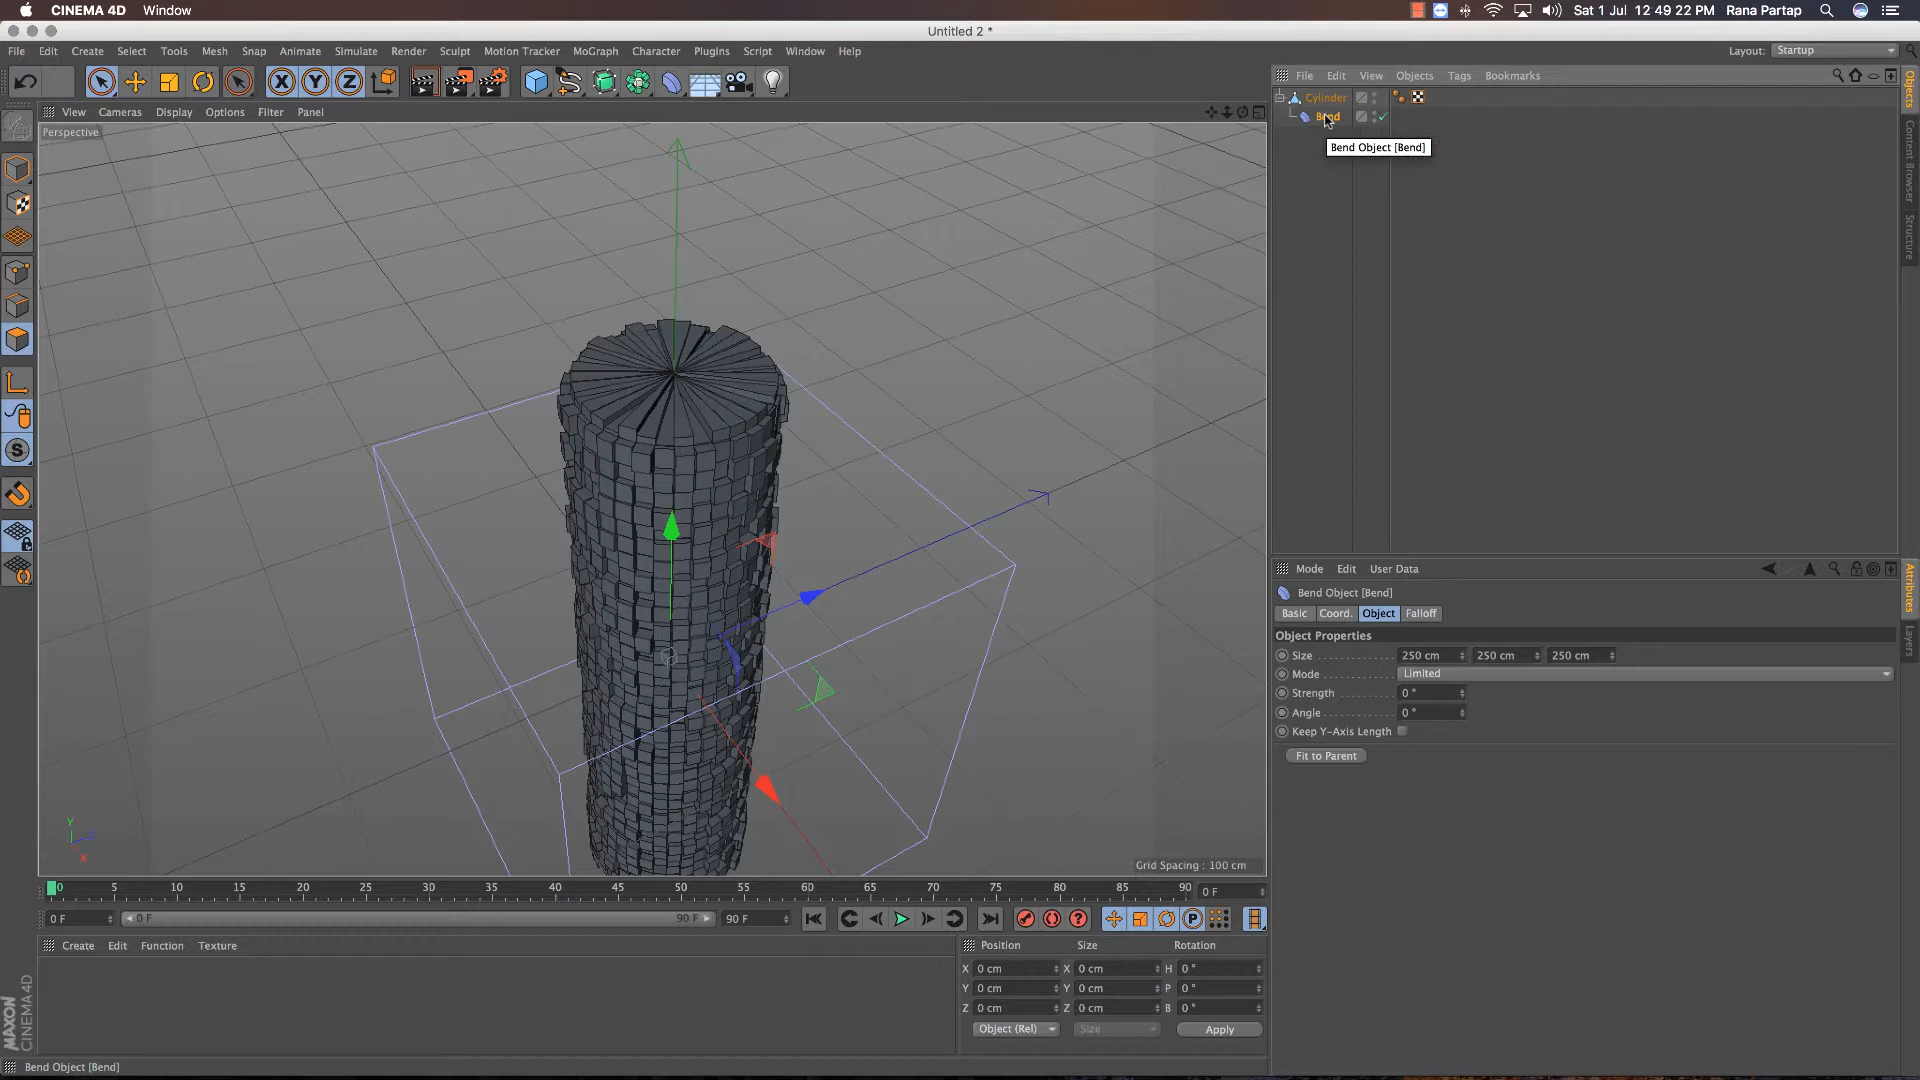 CINEMA 4D Window Sat 1 Jul 12:49:22 PM Rana Partap
Untitled 2 *
File Edit Create Select Tools Mesh Snap Animate Simulate Render Sculpt Motion Tracker MoGraph Character Plugins Script Window Help Layout: Startup
X Y Z
File Edit View Objects Tags Bookmarks
View Cameras Display Options Filter Panel
Perspective
Cylinder
Bend
Bend Object [Bend]
Objects
Content Browser
Structure
Mode Edit User Data
Bend Object [Bend]
Basic Coord. Object Falloff
Object Properties
Size 250 cm 250 cm 250 cm
Mode Limited
Strength 0 °
Angle 0 °
Keep Y-Axis Length
Fit to Parent
Attributes
Layers
Y
X
Grid Spacing : 100 cm
0 5 10 15 20 25 30 35 40 45 50 55 60 65 70 75 80 85 90 0 F
0 F 0 F 90 F 90 F
Create Edit Function Texture
Position Size Rotation
X 0 cm X 0 cm H 0 °
Y 0 cm Y 0 cm P 0 °
Z 0 cm Z 0 cm B 0 °
Object (Rel) Size Apply
MAXON
CINEMA 4D
Bend Object [Bend]